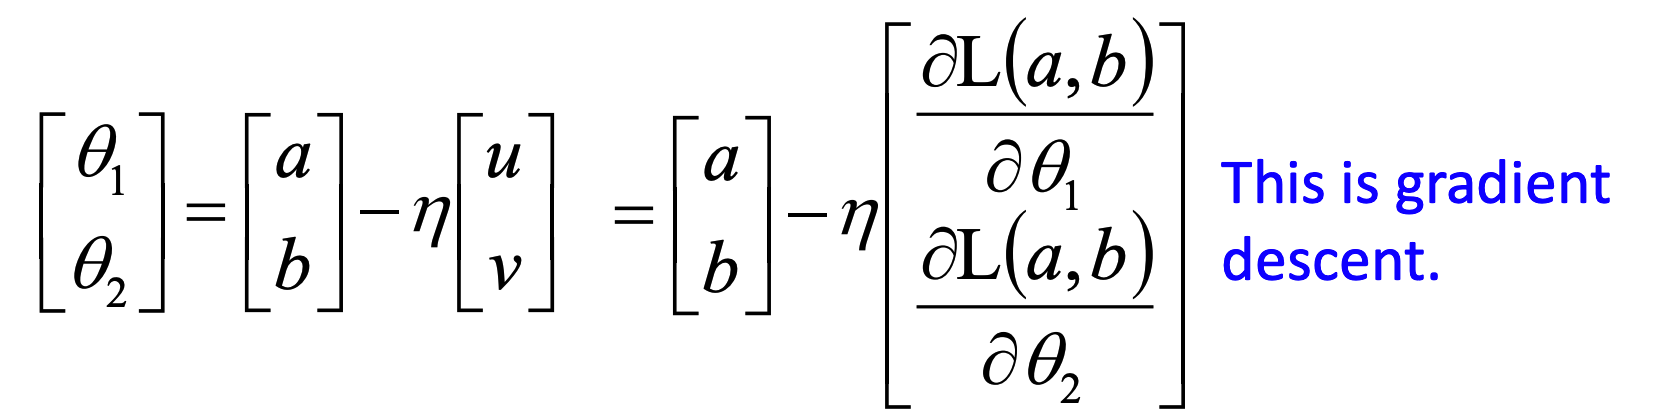 $$\begin{bmatrix} \theta_1 \\ \theta_2 \end{bmatrix} = \begin{bmatrix} a \\ b \end{bmatrix} - \eta \begin{bmatrix} u \\ v \end{bmatrix} = \begin{bmatrix} a \\ b \end{bmatrix} - \eta \begin{bmatrix} \frac{\partial \mathrm{L}(a,b)}{\partial \theta_1} \\ \frac{\partial \mathrm{L}(a,b)}{\partial \theta_2} \end{bmatrix}$$
This is gradient
descent.